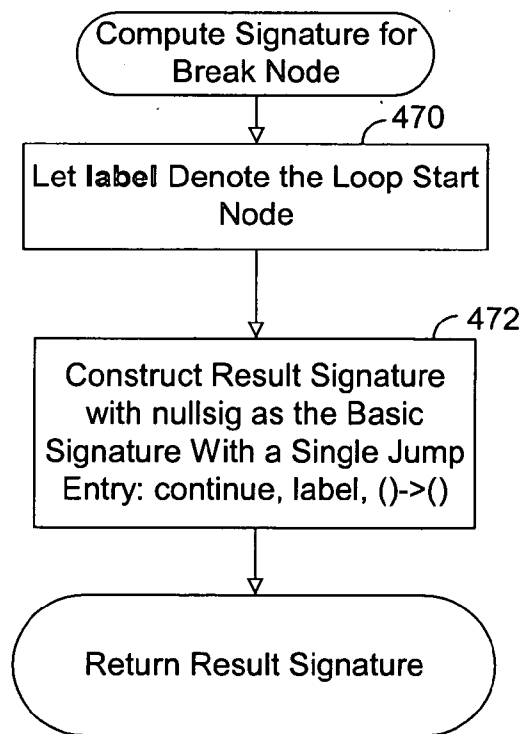 Compute Signature for
Break Node
470
Let label Denote the Loop Start
Node
472
Construct Result Signature
with nullsig as the Basic
Signature With a Single Jump
Entry: continue, label, ()->()
Return Result Signature